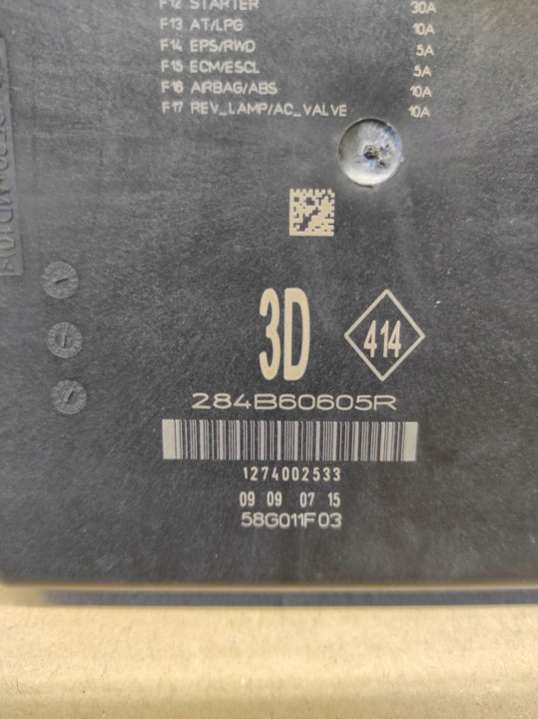 F12 STARTER 30A
F13 AT/LPG 10A
F14 EPS/RWD 5A
F15 ECM/ESCL 5A
F16 AIRBAG/ABS 10A
F17 REV_LAMP/AC_VALVE 10A
3D
414
284B60605R
1274002533
09 09 07 15
58G011F03